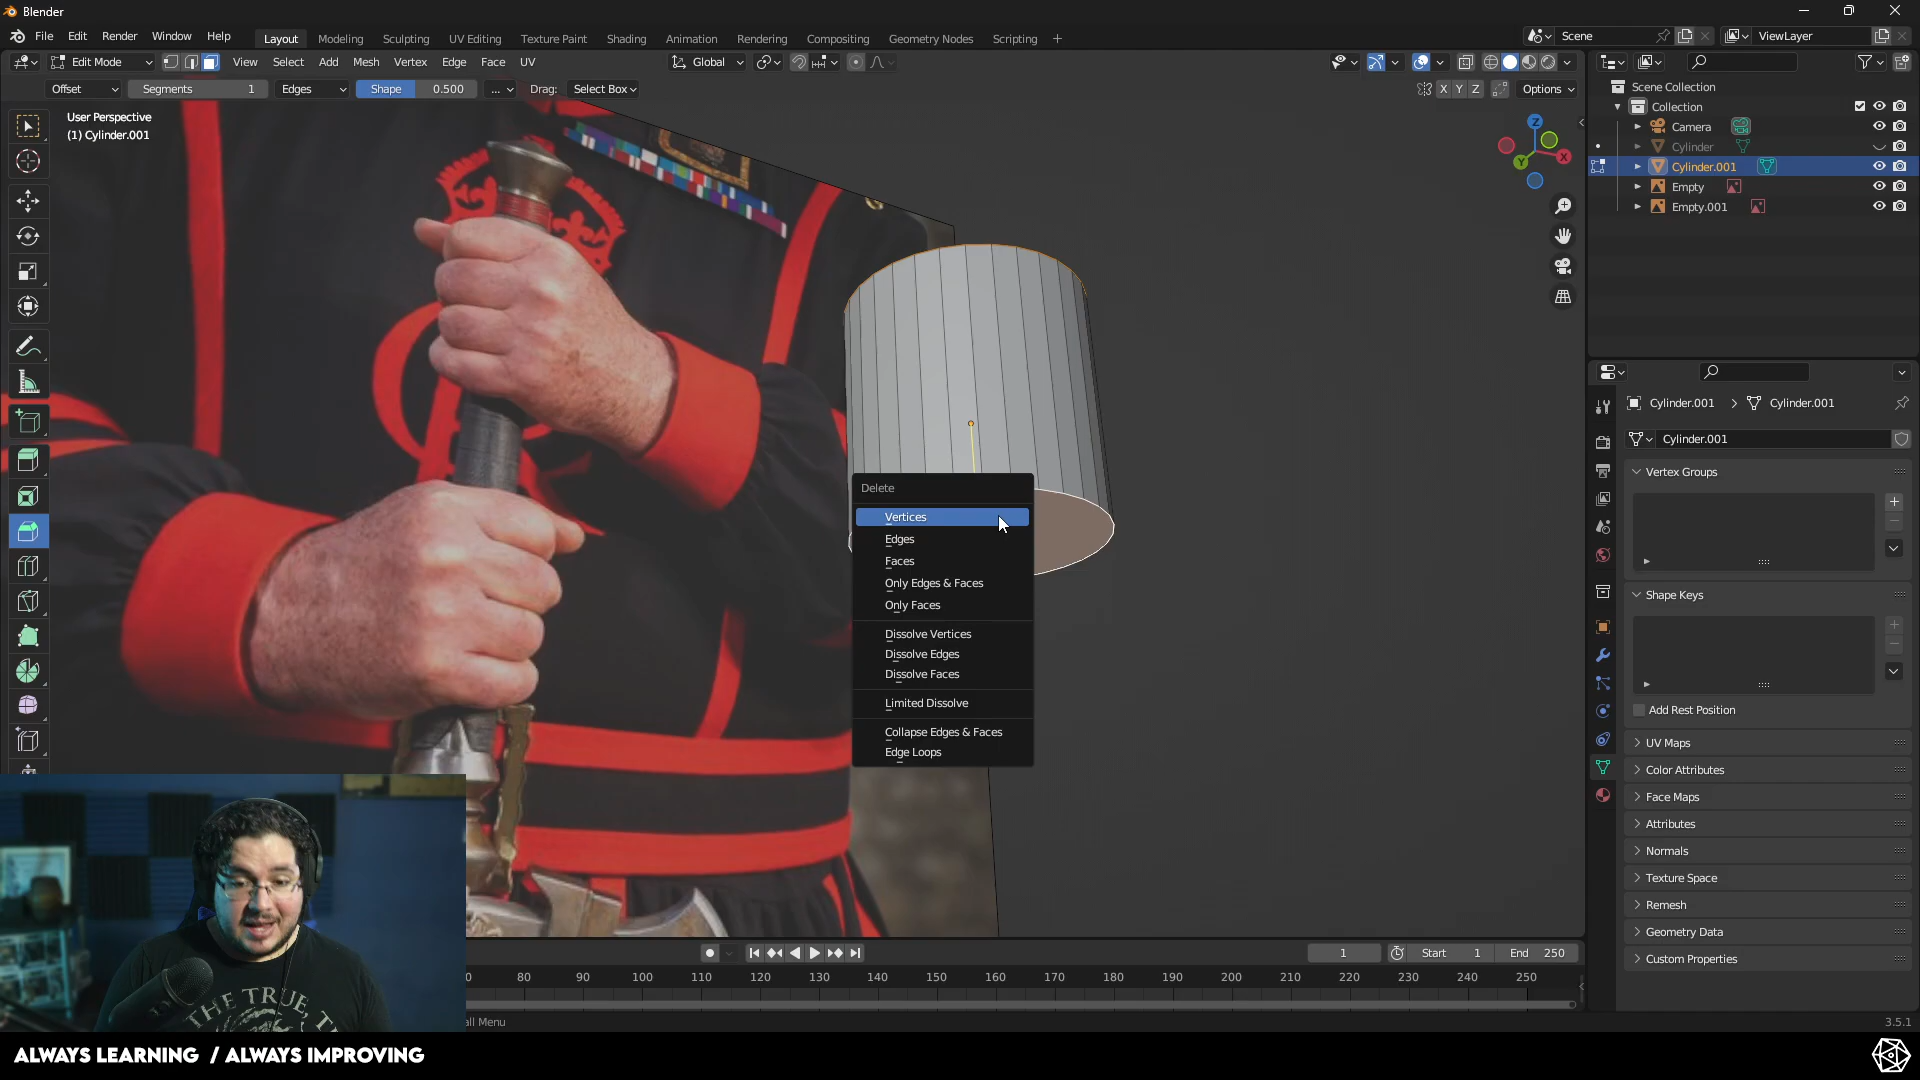 Blender
File Edit Render Window Help
Layout Modeling Sculpting UV Editing Texture Paint Shading Animation Rendering Compositing Geometry Nodes Scripting +
Scene ViewLayer
Edit Mode View Select Add Mesh Vertex Edge Face UV Global
Offset Segments 1 Edges Shape 0.500 ... Drag: Select Box X Y Z Options
User Perspective
(1) Cylinder.001
Z
X
Y
Scene Collection
Collection
Camera
Cylinder
Cylinder.001
Empty
Empty.001
Cylinder.001 > Cylinder.001
Cylinder.001
Vertex Groups
Shape Keys
Add Rest Position
UV Maps
Color Attributes
Face Maps
Attributes
Normals
Texture Space
Remesh
Geometry Data
Custom Properties
Delete
Vertices
Edges
Faces
Only Edges & Faces
Only Faces
Dissolve Vertices
Dissolve Edges
Dissolve Faces
Limited Dissolve
Collapse Edges & Faces
Edge Loops
1 Start 1 End 250
0 80 90 100 110 120 130 140 150 160 170 180 190 200 210 220 230 240 250
all Menu
3.5.1
THE TRUE,
ALWAYS LEARNING / ALWAYS IMPROVING